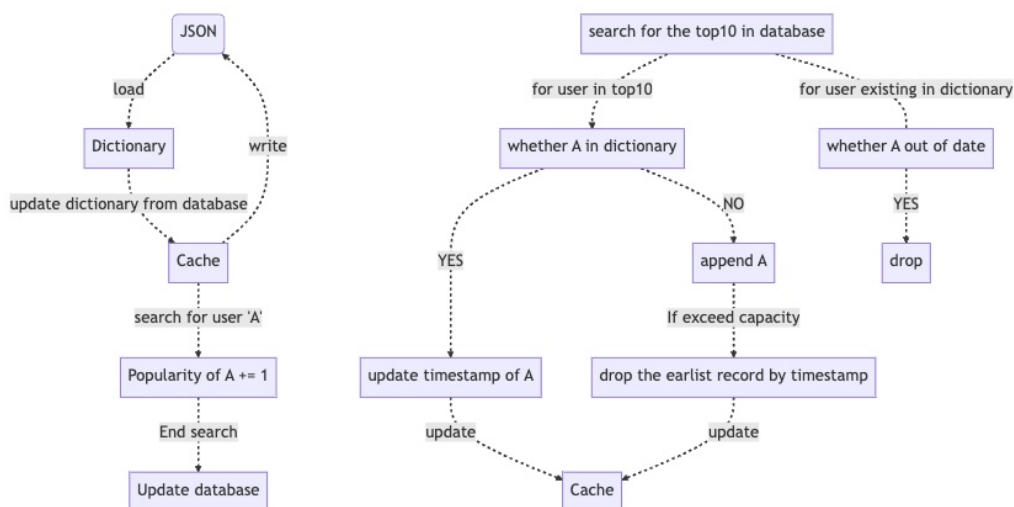 JSON
load
Dictionary
write
update dictionary from database
Cache
search for user 'A'
Popularity of A += 1
End search
Update database
search for the top10 in database
for user in top10
for user existing in dictionary
whether A in dictionary
whether A out of date
NO
YES
YES
append A
drop
If exceed capacity
update timestamp of A
drop the earlist record by timestamp
update
update
Cache